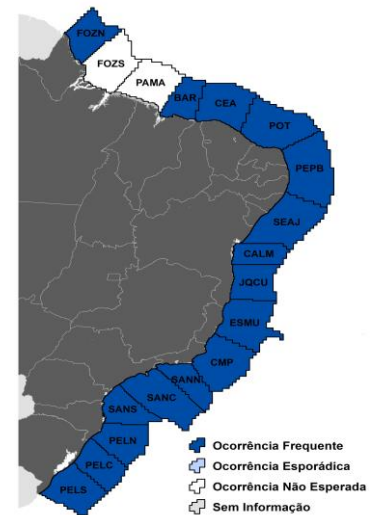 FOZN
FOZS
PAMA
BAR
CEA
POT
PEPB
SEAJ
CALM
JQCU
ESMU
CMP
SANN
SANC
SANS
PELN
PELC
PELS
Ocorrência Frequente
Ocorrência Esporádica
Ocorrência Não Esperada
Sem Informação